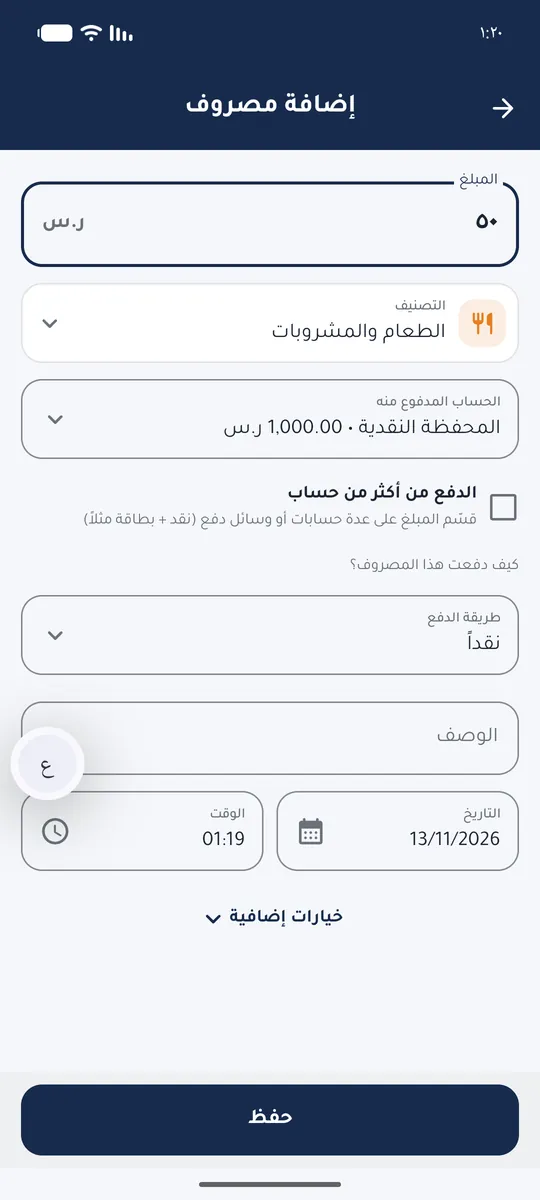 ١:٢٠
إضافة مصروف
المبلغ
٥٠
ر.س
التصنيف
الطعام والمشروبات
الحساب المدفوع منه
المحفظة النقدية • 1,000.00 ر.س
الدفع من أكثر من حساب
قسّم المبلغ على عدة حسابات أو وسائل دفع (نقد + بطاقة مثلاً)
كيف دفعت هذا المصروف؟
طريقة الدفع
نقداً
الوصف
ع
التاريخ
13/11/2026
الوقت
01:19
خيارات إضافية
حفظ